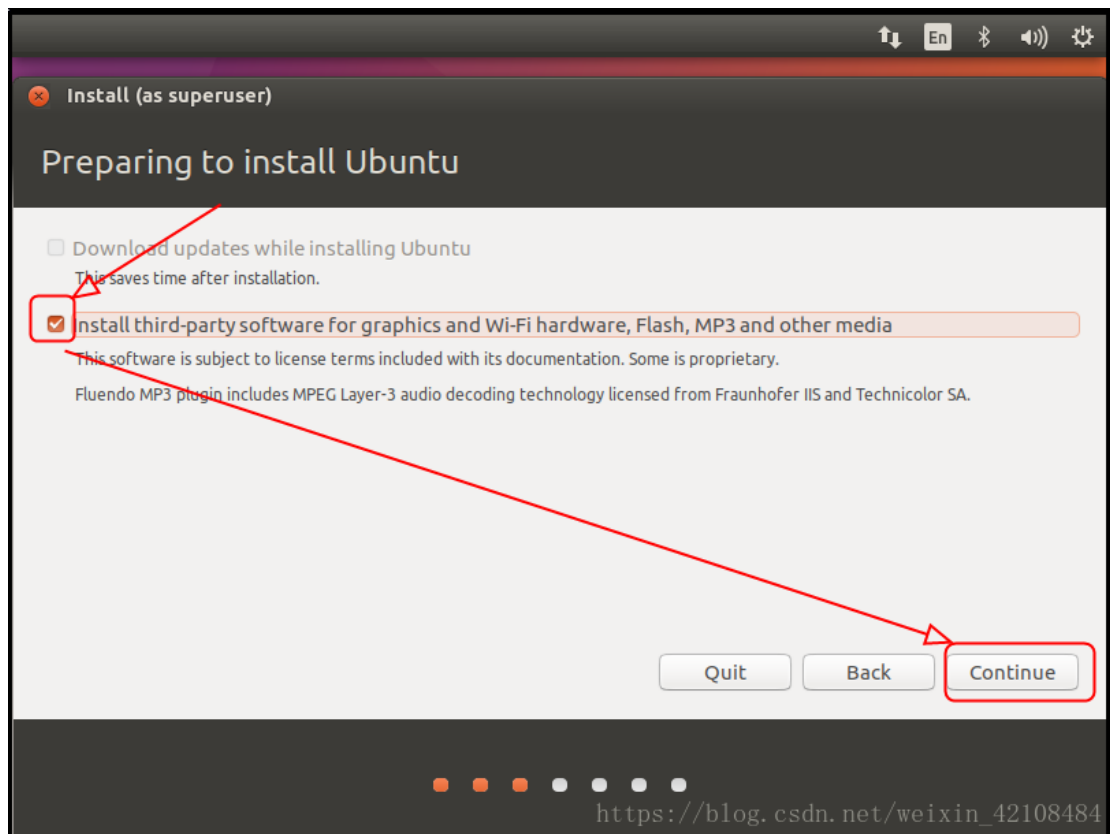 En
Install (as superuser)
Preparing to install Ubuntu
Download updates while installing Ubuntu
This saves time after installation.
Install third-party software for graphics and Wi-Fi hardware, Flash, MP3 and other media
This software is subject to license terms included with its documentation. Some is proprietary.
Fluendo MP3 plugin includes MPEG Layer-3 audio decoding technology licensed from Fraunhofer IIS and Technicolor SA.
Quit Back Continue
https://blog.csdn.net/weixin_42108484